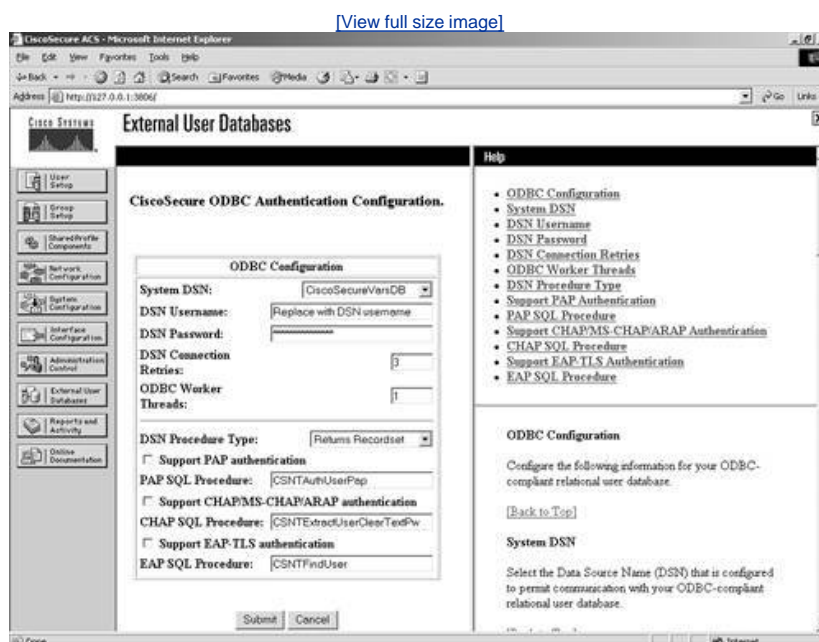 [View full size image]
CiscoSecure ACS - Microsoft Internet Explorer
File Edit View Favorites Tools Help
Back Search Favorites Media
Address http://127.0.0.1:3806/ Go Links
Cisco Systems
External User Databases
User Setup
Group Setup
Shared Profile Components
Network Configuration
System Configuration
Interface Configuration
Administration Control
External User Databases
Reports and Activity
Online Documentation
CiscoSecure ODBC Authentication Configuration.
ODBC Configuration
System DSN: CiscoSecureVarsDB
DSN Username: Replace with DSN username
DSN Password:
DSN Connection Retries: 3
ODBC Worker Threads: 1
DSN Procedure Type: Returns Recordset
Support PAP authentication
PAP SQL Procedure: CSNTAuthUserPap
Support CHAP/MS-CHAP/ARAP authentication
CHAP SQL Procedure: CSNTExtractUserClearTextPw
Support EAP-TLS authentication
EAP SQL Procedure: CSNTFindUser
Submit Cancel
Help
ODBC Configuration
System DSN
DSN Username
DSN Password
DSN Connection Retries
ODBC Worker Threads
DSN Procedure Type
Support PAP Authentication
PAP SQL Procedure
Support CHAP/MS-CHAP/ARAP Authentication
CHAP SQL Procedure
Support EAP-TLS Authentication
EAP SQL Procedure
ODBC Configuration
Configure the following information for your ODBC-
compliant relational user database.
[Back to Top]
System DSN
Select the Data Source Name (DSN) that is configured
to permit communication with your ODBC-compliant
relational user database.
Done
Internet